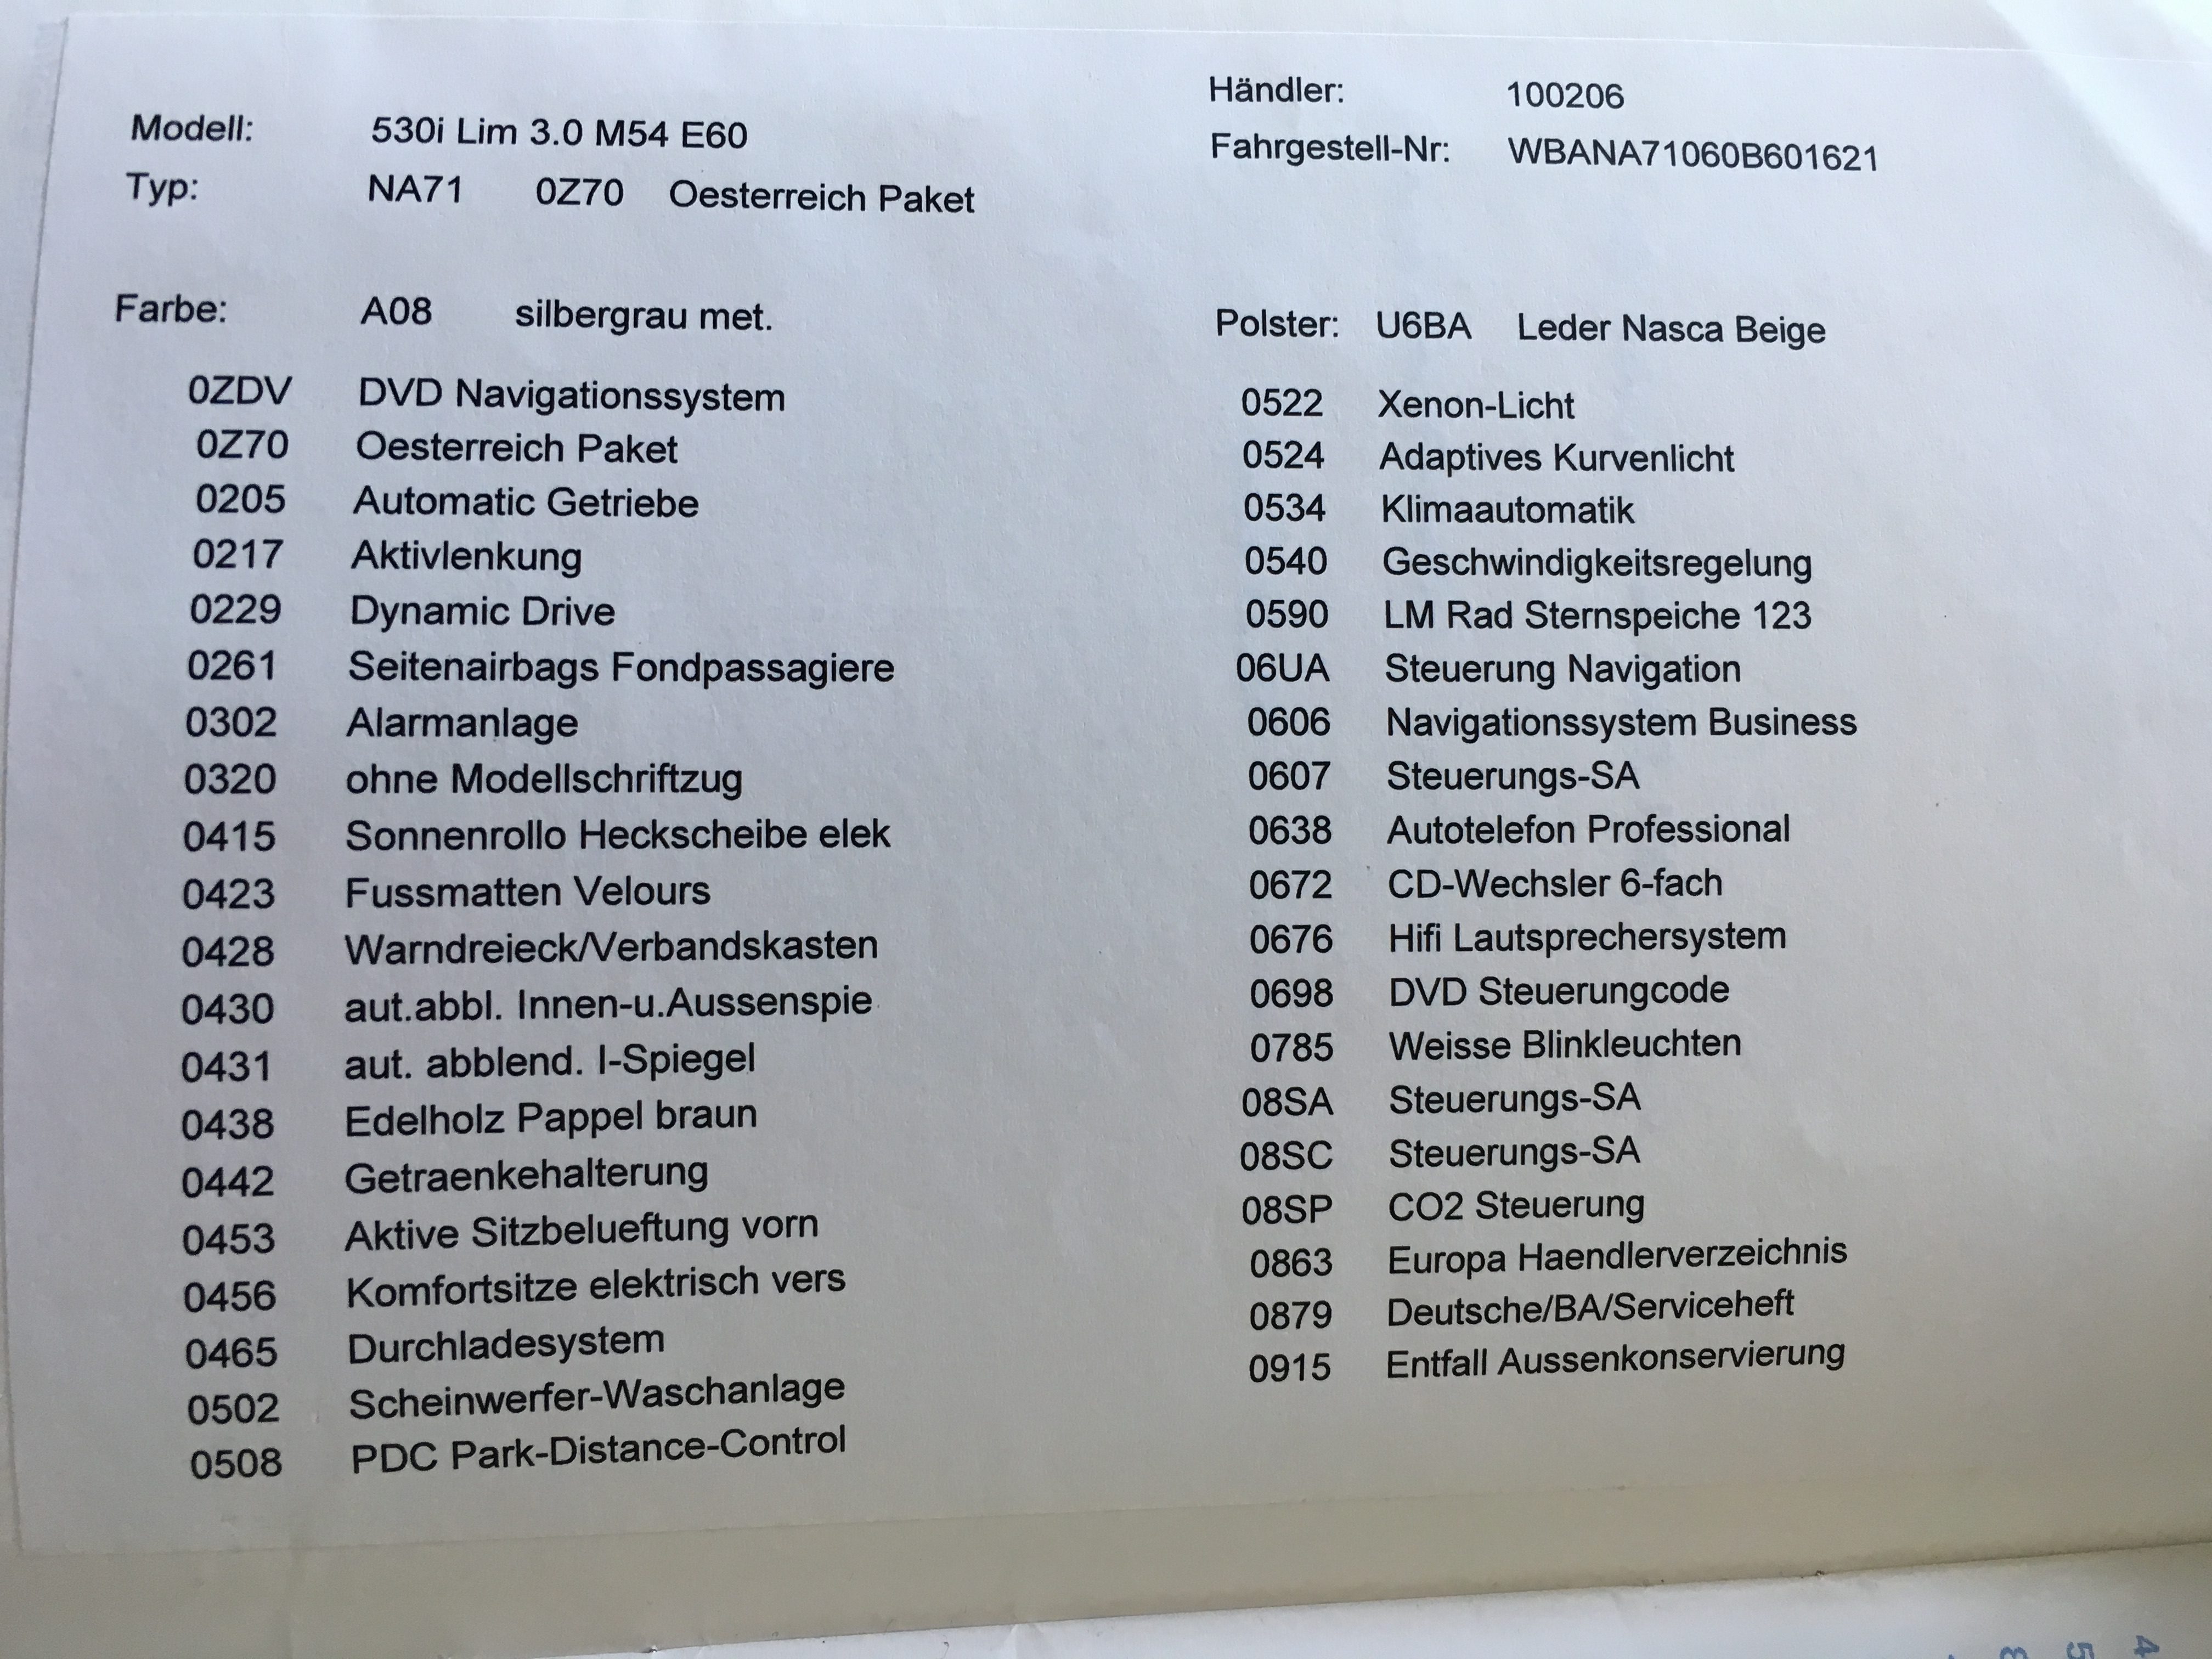 Modell: 530i Lim 3.0 M54 E60
Typ: NA71 0Z70 Oesterreich Paket
Händler: 100206
Fahrgestell-Nr: WBANA71060B601621
Farbe: A08 silbergrau met.
0ZDV DVD Navigationssystem
0Z70 Oesterreich Paket
0205 Automatic Getriebe
0217 Aktivlenkung
0229 Dynamic Drive
0261 Seitenairbags Fondpassagiere
0302 Alarmanlage
0320 ohne Modellschriftzug
0415 Sonnenrollo Heckscheibe elek
0423 Fussmatten Velours
0428 Warndreieck/Verbandskasten
0430 aut.abbl. Innen-u.Aussenspie
0431 aut. abblend. I-Spiegel
0438 Edelholz Pappel braun
0442 Getraenkehalterung
0453 Aktive Sitzbelueftung vorn
0456 Komfortsitze elektrisch vers
0465 Durchladesystem
0502 Scheinwerfer-Waschanlage
0508 PDC Park-Distance-Control
Polster: U6BA Leder Nasca Beige
0522 Xenon-Licht
0524 Adaptives Kurvenlicht
0534 Klimaautomatik
0540 Geschwindigkeitsregelung
0590 LM Rad Sternspeiche 123
06UA Steuerung Navigation
0606 Navigationssystem Business
0607 Steuerungs-SA
0638 Autotelefon Professional
0672 CD-Wechsler 6-fach
0676 Hifi Lautsprechersystem
0698 DVD Steuerungcode
0785 Weisse Blinkleuchten
08SA Steuerungs-SA
08SC Steuerungs-SA
08SP CO2 Steuerung
0863 Europa Haendlerverzeichnis
0879 Deutsche/BA/Serviceheft
0915 Entfall Aussenkonservierung